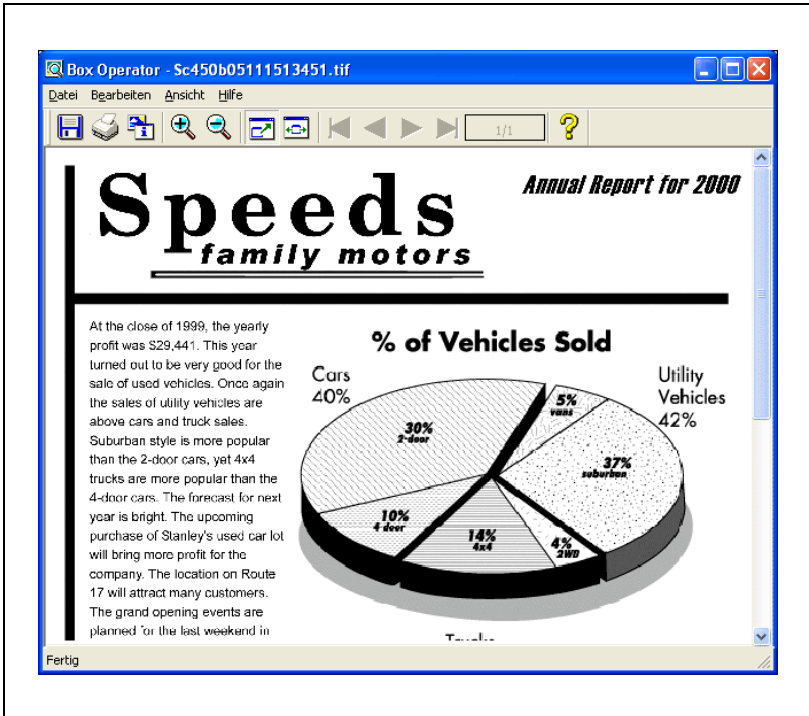 Box Operator - Sc450b05111513451.tif
Datei Bearbeiten Ansicht Hilfe
1/1
Speeds
family motors
Annual Report for 2000
At the close of 1999, the yearly
profit was $29,441. This year
turned out to be very good for the
sale of used vehicles. Once again
the sales of utility vehicles are
above cars and truck sales.
Suburban style is more popular
than the 2-door cars, yet 4x4
trucks are more popular than the
4-door cars. The forecast for next
year is bright. The upcoming
purchase of Stanley's used car lot
will bring more profit for the
company. The location on Route
17 will attract many customers.
The grand opening events are
planned for the last weekend in
% of Vehicles Sold
Cars
40%
Utility
Vehicles
42%
5%
vans
30%
2-door
37%
suburban
10%
4 door
14%
4x4
4%
2WD
Trucks
Fertig